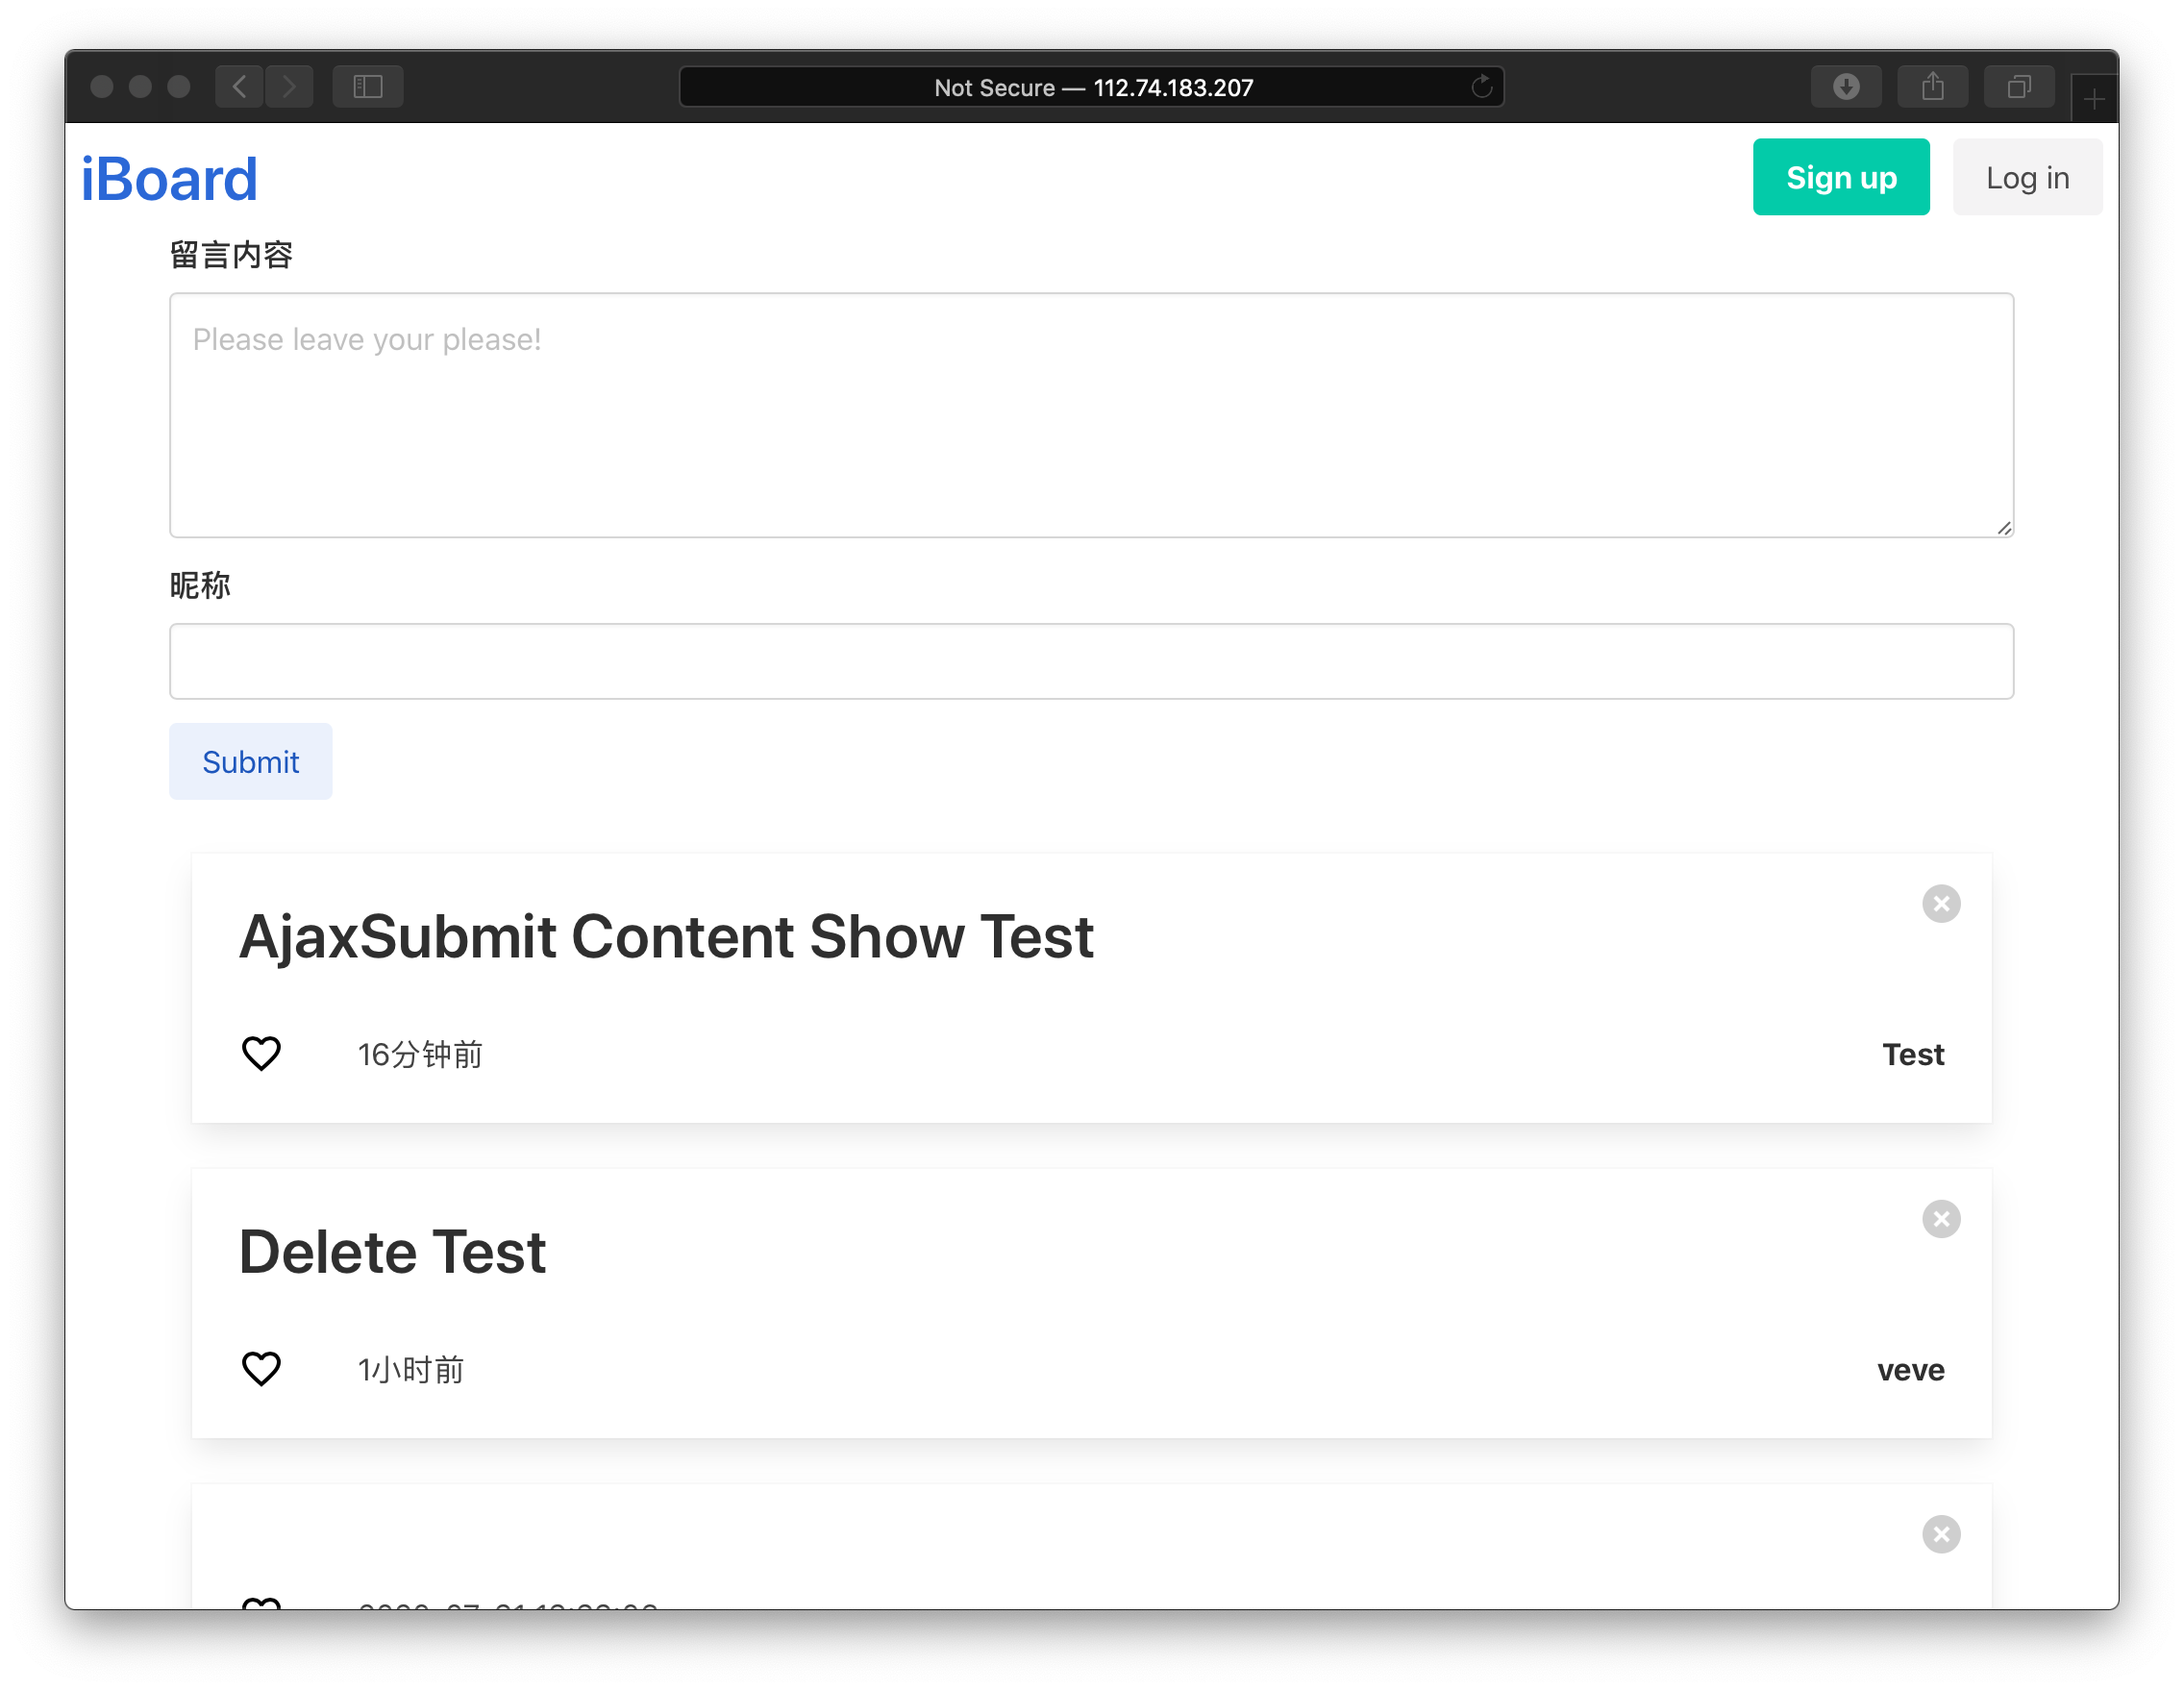 Not Secure — 112.74.183.207
iBoard
Sign up
Log in
留言内容
Please leave your please!
昵称
Submit
AjaxSubmit Content Show Test
16分钟前
Test
Delete Test
1小时前
veve